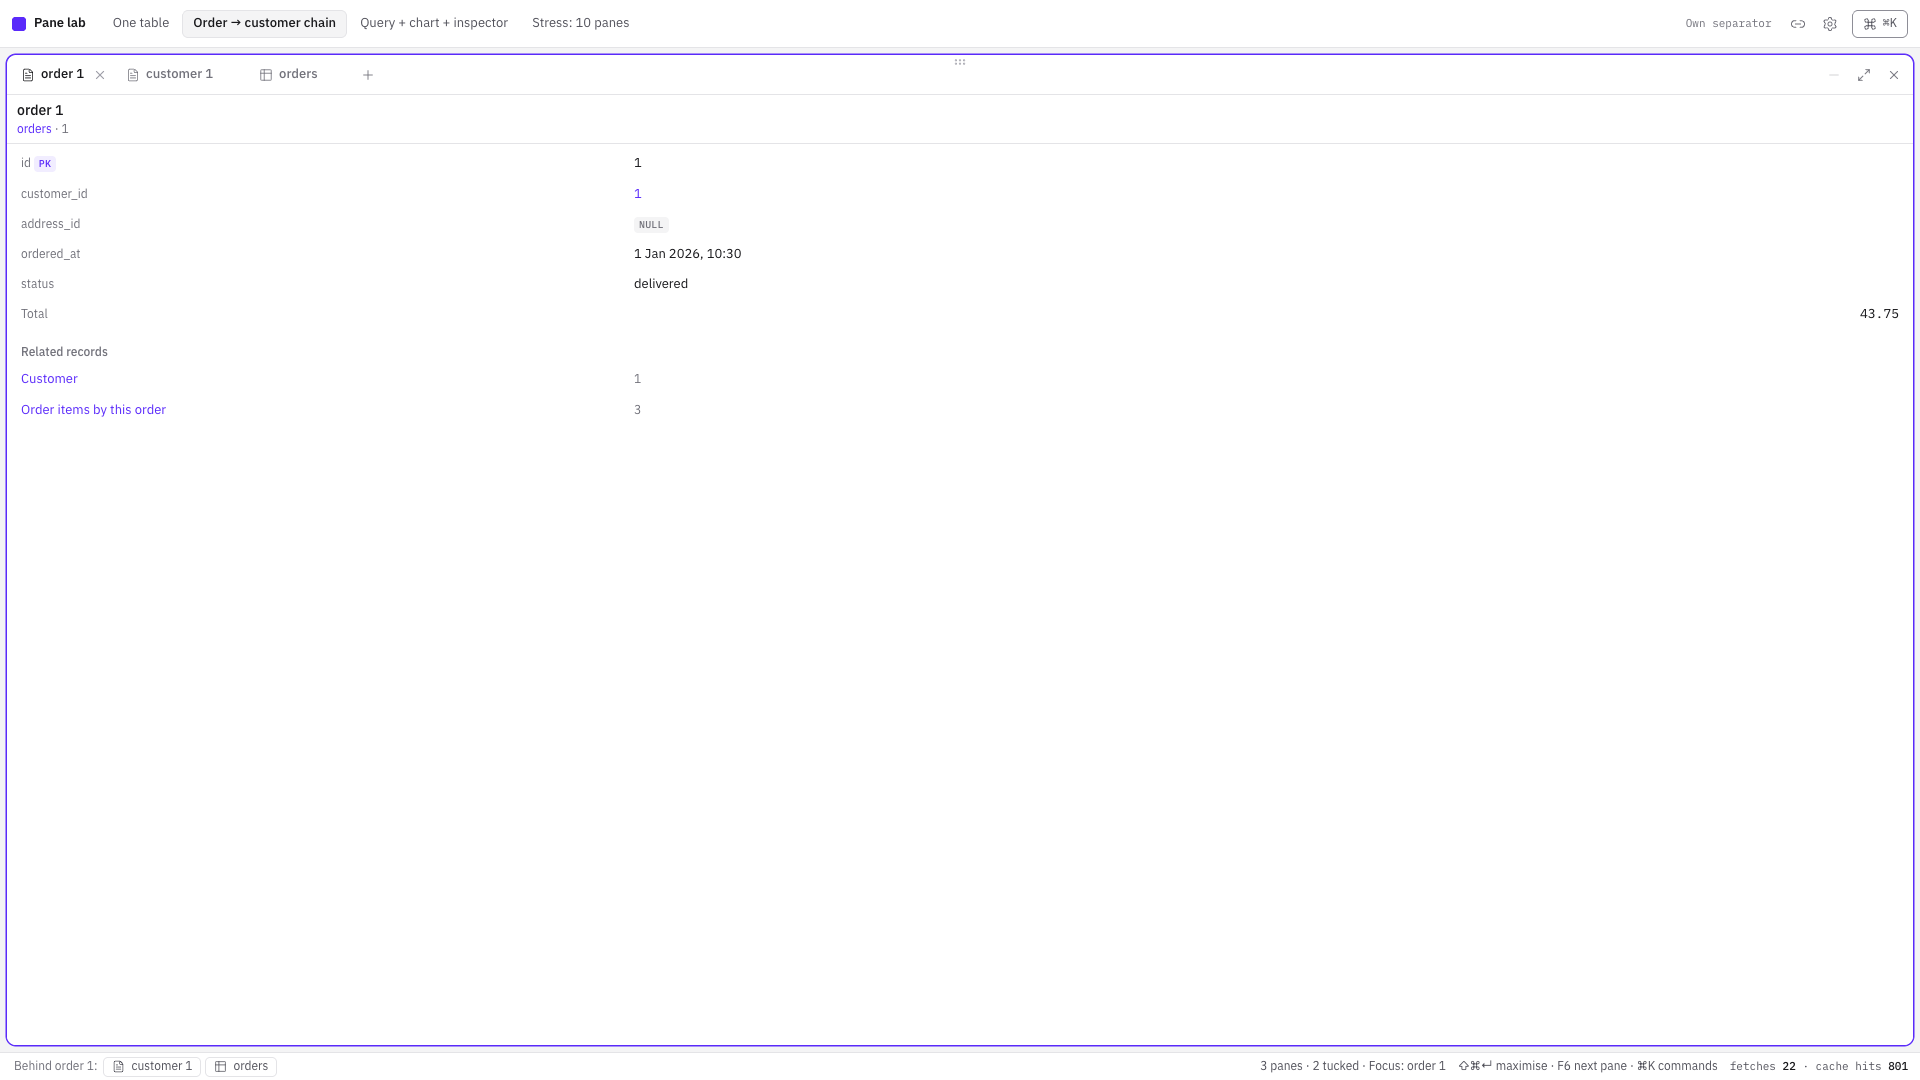 Pane lab One table Order → customer chain Query + chart + inspector Stress: 10 panes Own separator ⌘ ⌘K
order 1 customer 1 orders
order 1
orders · 1
id PK 1
customer_id 1
address_id NULL
ordered_at 1 Jan 2026, 10:30
status delivered
Total 43.75
Related records
Customer 1
Order items by this order 3
Behind order 1: customer 1 orders 3 panes · 2 tucked · Focus: order 1 ⇧⌘↵ maximise · F6 next pane · ⌘K commands fetches 22 · cache hits 801